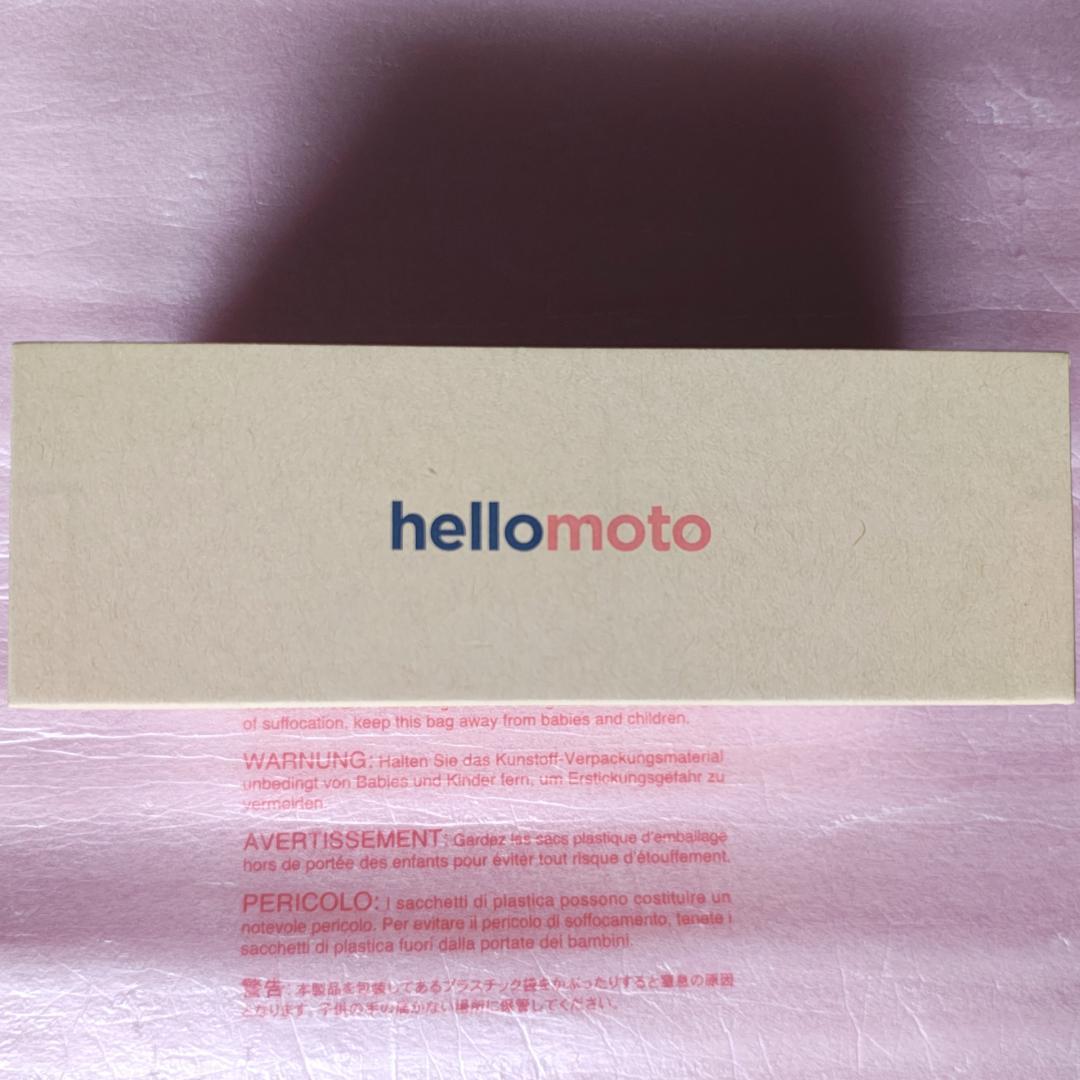 hellomoto
of suffocation, keep this bag away from babies and children.
WARNUNG: Halten Sie das Kunstoff-Verpackungsmaterial
unbedingt von Babies und Kinder fern, um Erstickungsgefahr zu
vermeiden.
AVERTISSEMENT: Gardez les sacs plastique d'emballage
hors de portée des enfants pour éviter tout risque d'étouffement.
PERICOLO: I sacchetti di plastica possono costituire un
notevole pericolo. Per evitare il pericolo di soffocamento, tenete i
sacchetti di plastica fuori dalla portate dei bambini.
警告: 本製品を包装してあるプラスチック袋をかぶったりすると窒息の原因
となります。子供の手の届かない場所に保管してください。